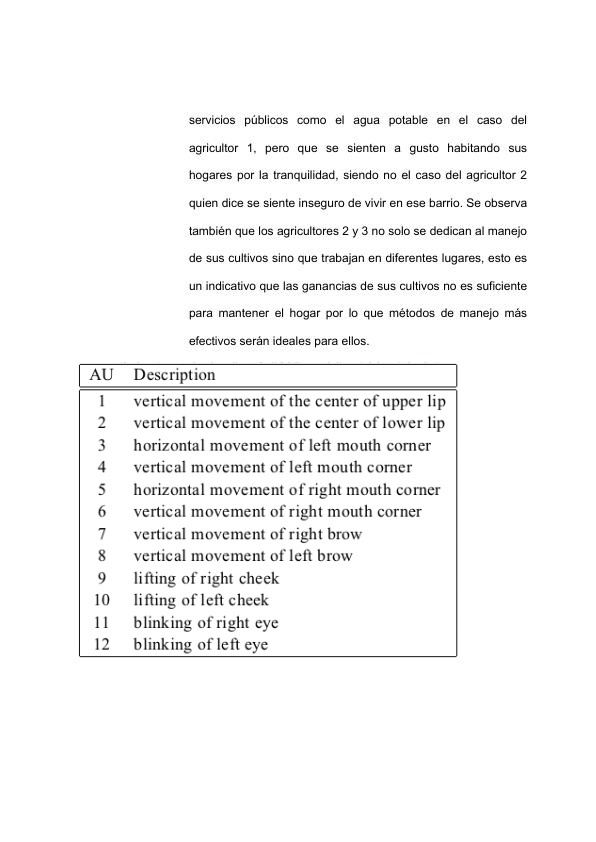 servicios públicos como el agua potable en el caso del
agricultor 1, pero que se sienten a gusto habitando sus
hogares por la tranquilidad, siendo no el caso del agricultor 2
quien dice se siente inseguro de vivir en ese barrio. Se observa
también que los agricultores 2 y 3 no solo se dedican al manejo
de sus cultivos sino que trabajan en diferentes lugares, esto es
un indicativo que las ganancias de sus cultivos no es suficiente
para mantener el hogar por lo que métodos de manejo más
efectivos serán ideales para ellos.
AU Description
1 vertical movement of the center of upper lip
2 vertical movement of the center of lower lip
3 horizontal movement of left mouth corner
4 vertical movement of left mouth corner
5 horizontal movement of right mouth corner
6 vertical movement of right mouth corner
7 vertical movement of right brow
8 vertical movement of left brow
9 lifting of right cheek
10 lifting of left cheek
11 blinking of right eye
12 blinking of left eye